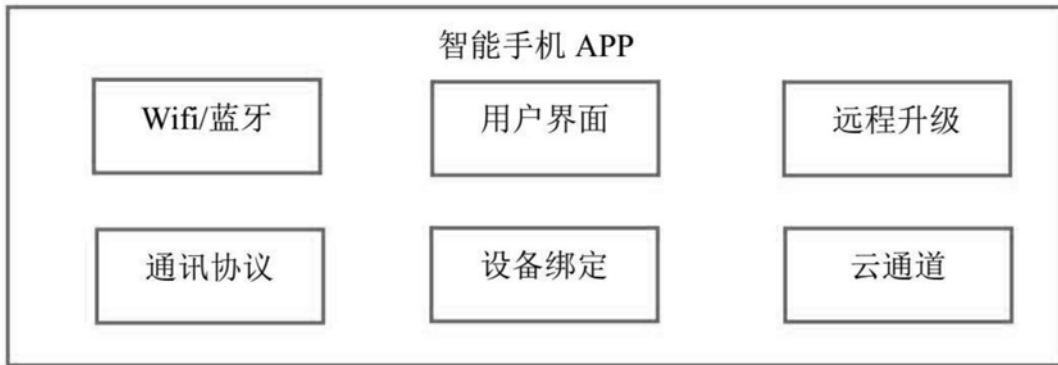 智能手机 APP
Wifi/蓝牙
用户界面
远程升级
通讯协议
设备绑定
云通道